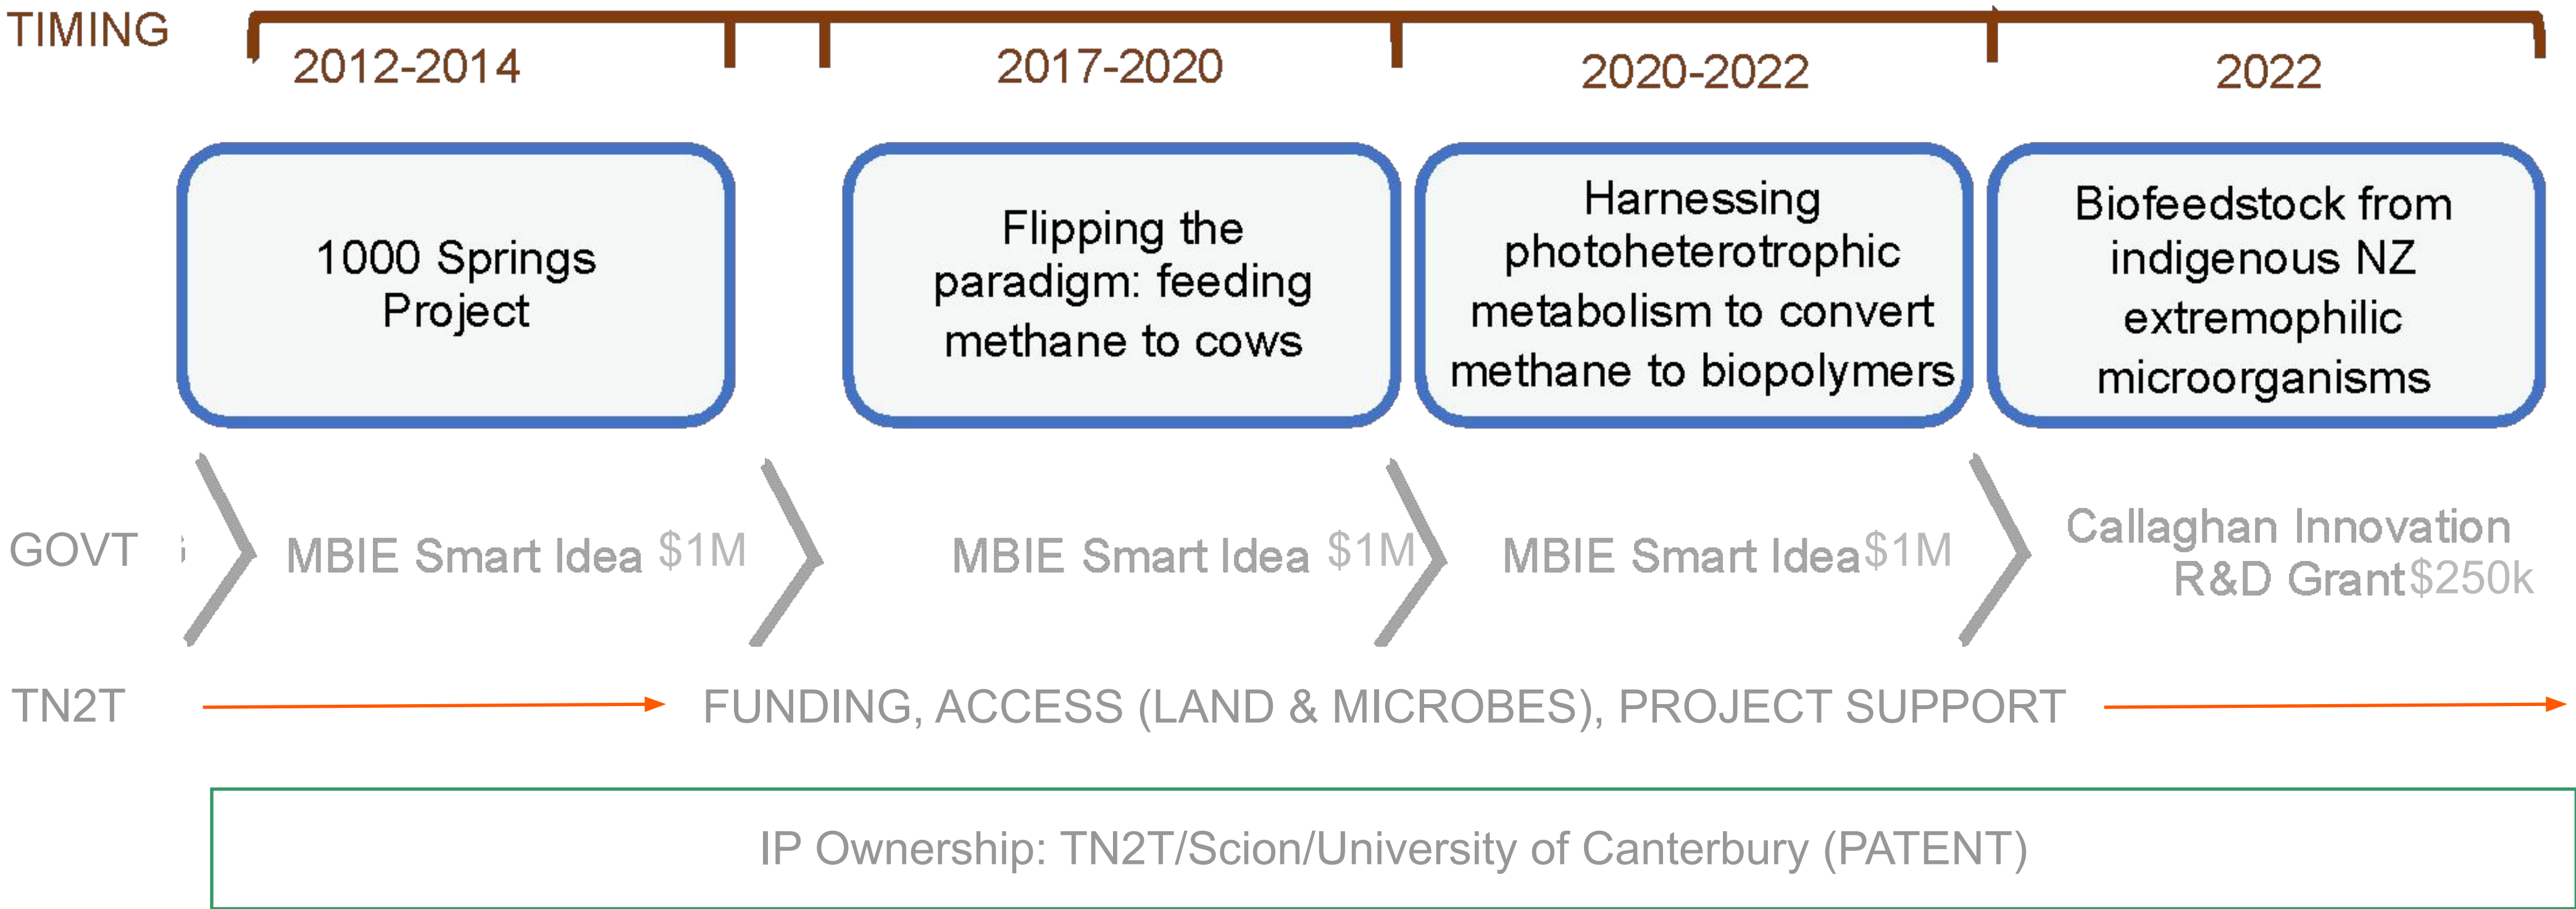 TIMING
2012-2014
2017-2020
2020-2022
2022
1000 Springs
Project
Flipping the
paradigm: feeding
methane to cows
Harnessing
photoheterotrophic
metabolism to convert
methane to biopolymers
Biofeedstock from
indigenous NZ
extremophilic
microorganisms
GOVT
MBIE Smart Idea $1M
MBIE Smart Idea $1M
MBIE Smart Idea $1M
Callaghan Innovation
R&D Grant $250k
TN2T
FUNDING, ACCESS (LAND & MICROBES), PROJECT SUPPORT
IP Ownership: TN2T/Scion/University of Canterbury (PATENT)